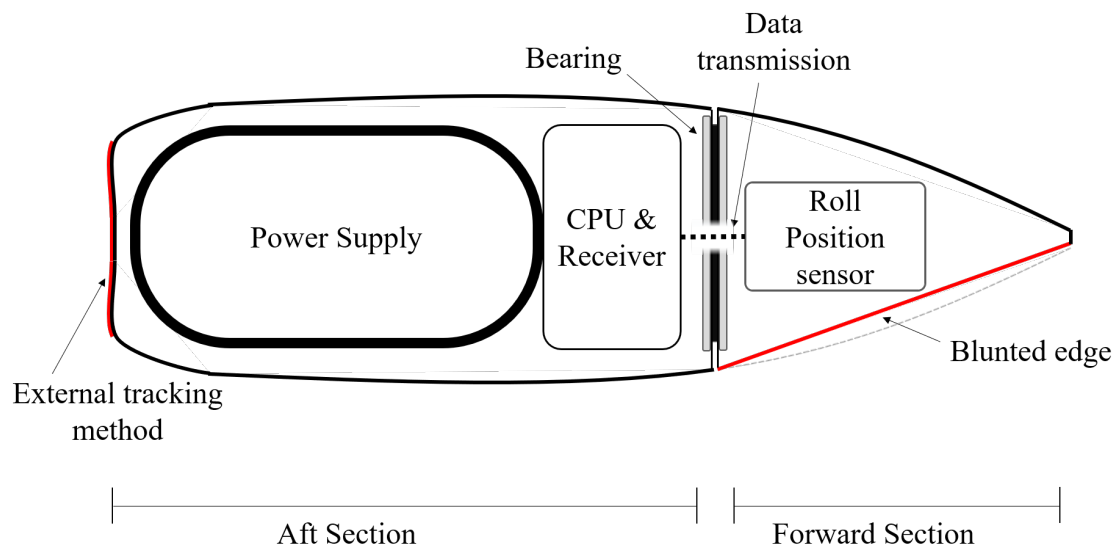 Data
transmission
Bearing
Roll
Position
sensor
CPU &
Receiver
Power Supply
Blunted edge
External tracking
method
Aft Section
Forward Section